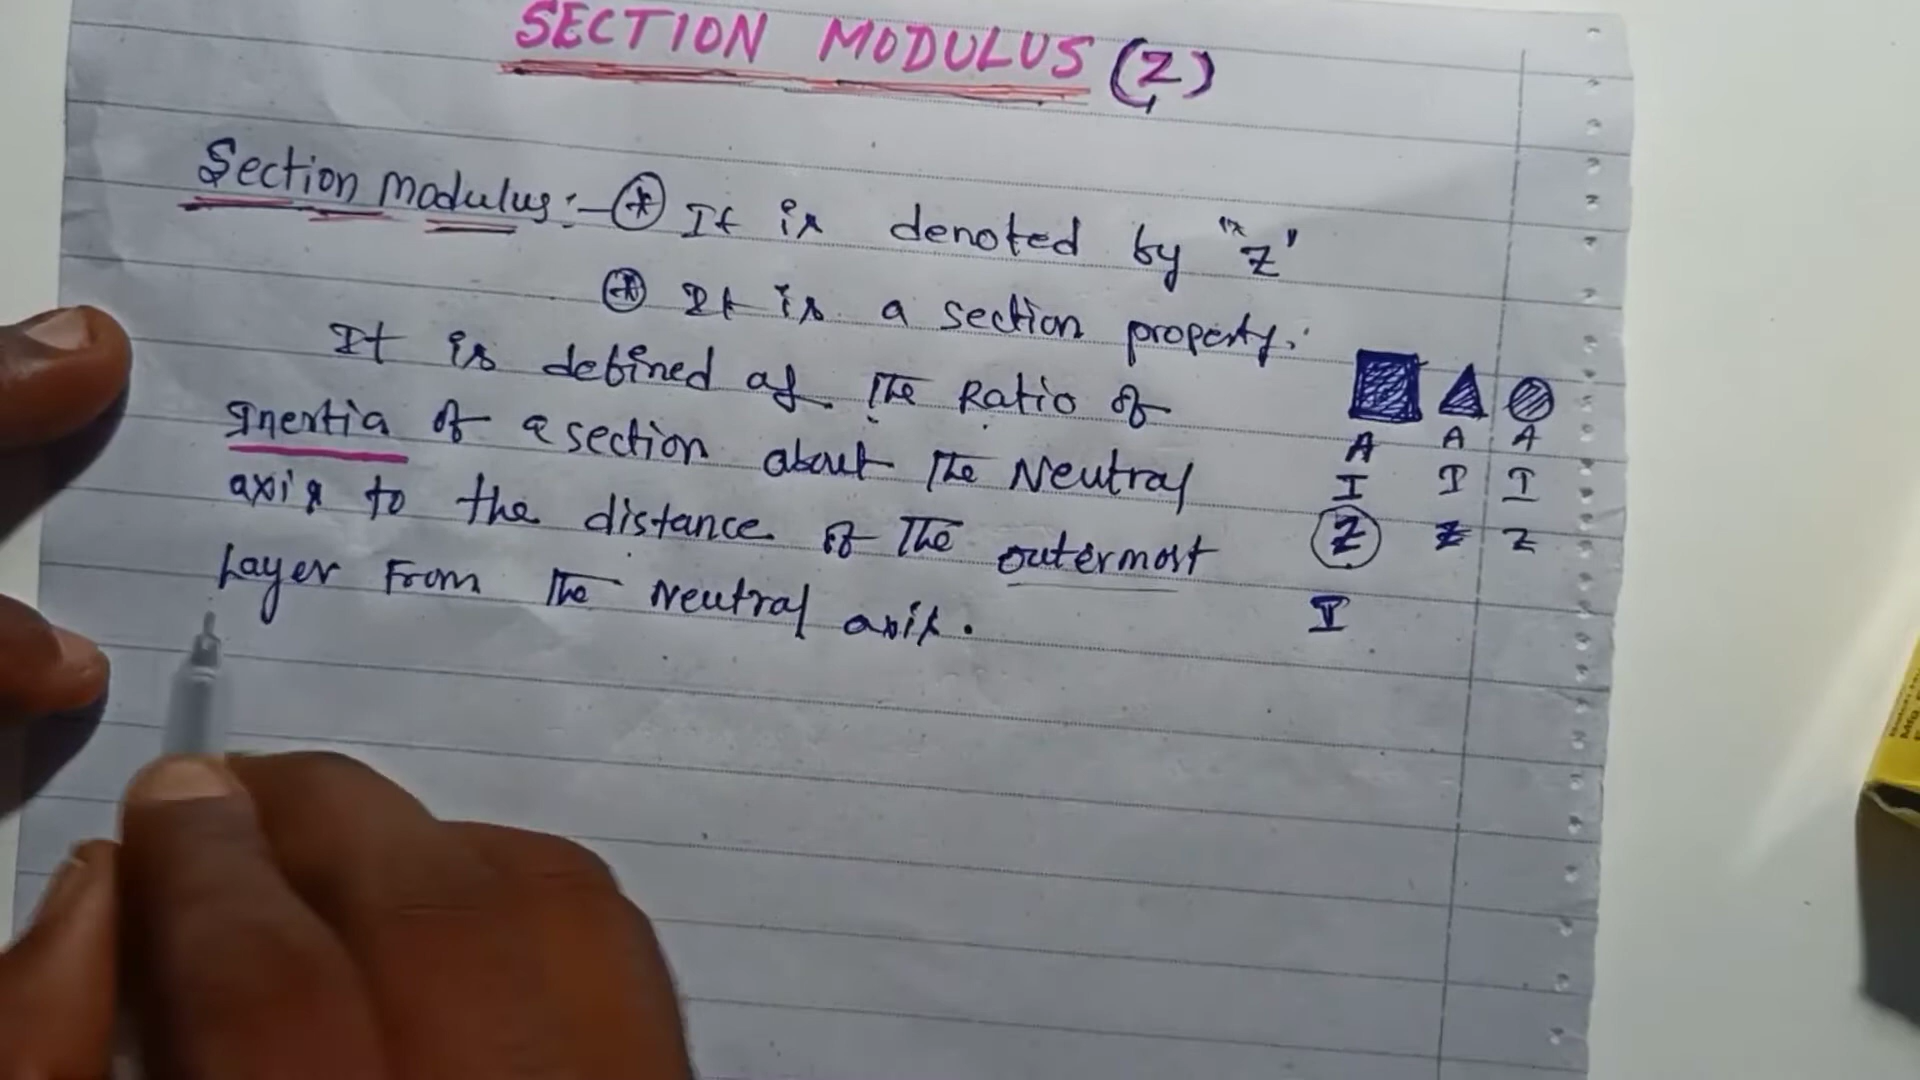 SECTION MODULUS (Z)
Section modulus:- It is denoted by "Z"
It is a section property.
It is defined as the Ratio of
Inertia of a section about the Neutral
axis to the distance of the outermost
Layer From the Neutral axis.
A A A
I I I
Z Z Z
I